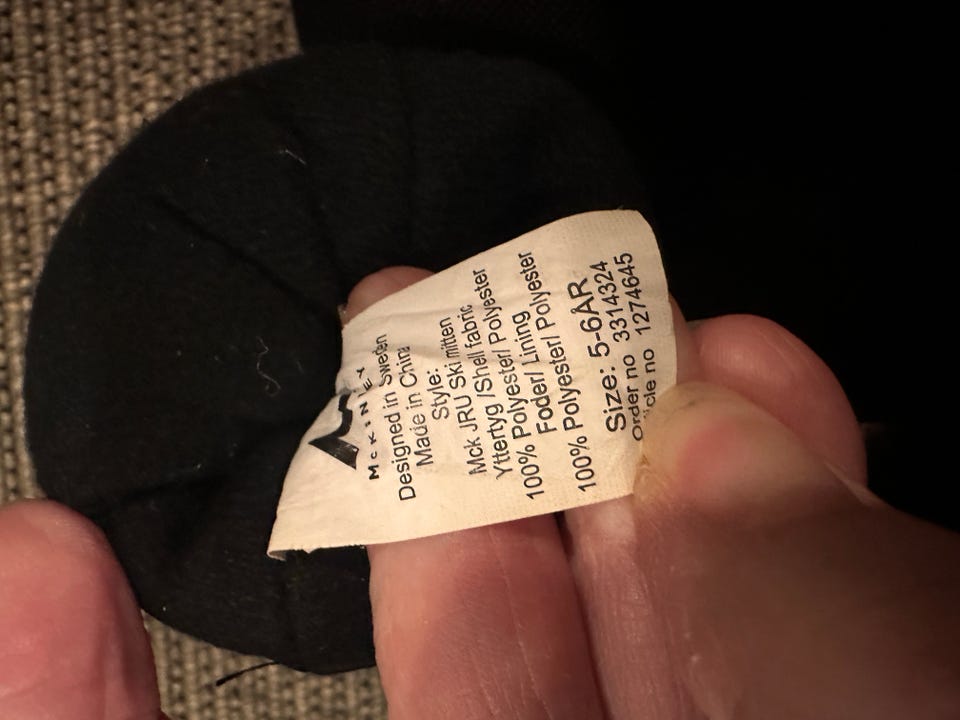 McKINLEY
Designed in Sweden
Made in China
Style:
Mck JRU Ski mitten
Yttertyg /Shell fabric
100% Polyester/ Polyester
Foder/ Lining
100% Polyester/ Polyester
Size: 5-6AR
Order no 3314324
no 1274645